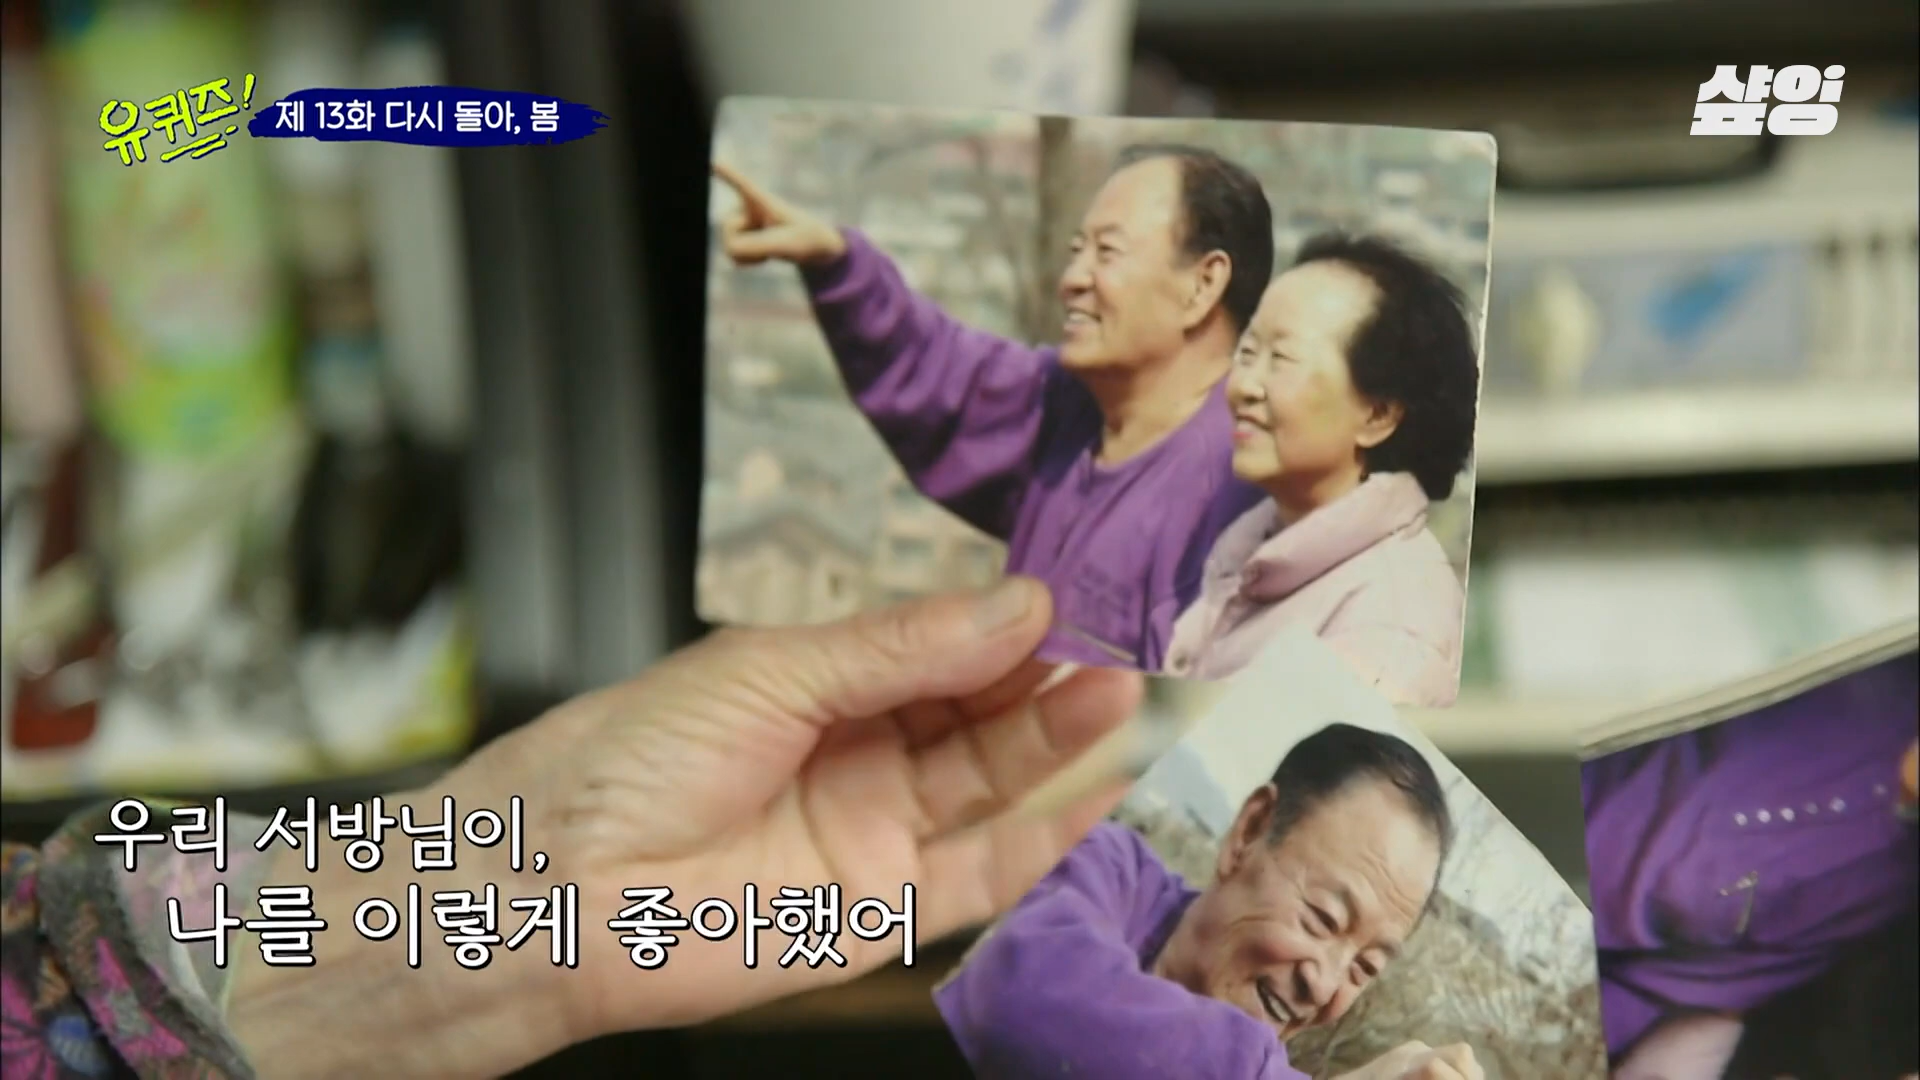 유퀴즈!
제 13화 다시 돌아, 봄
샾잉
우리 서방님이,
나를 이렇게 좋아했어